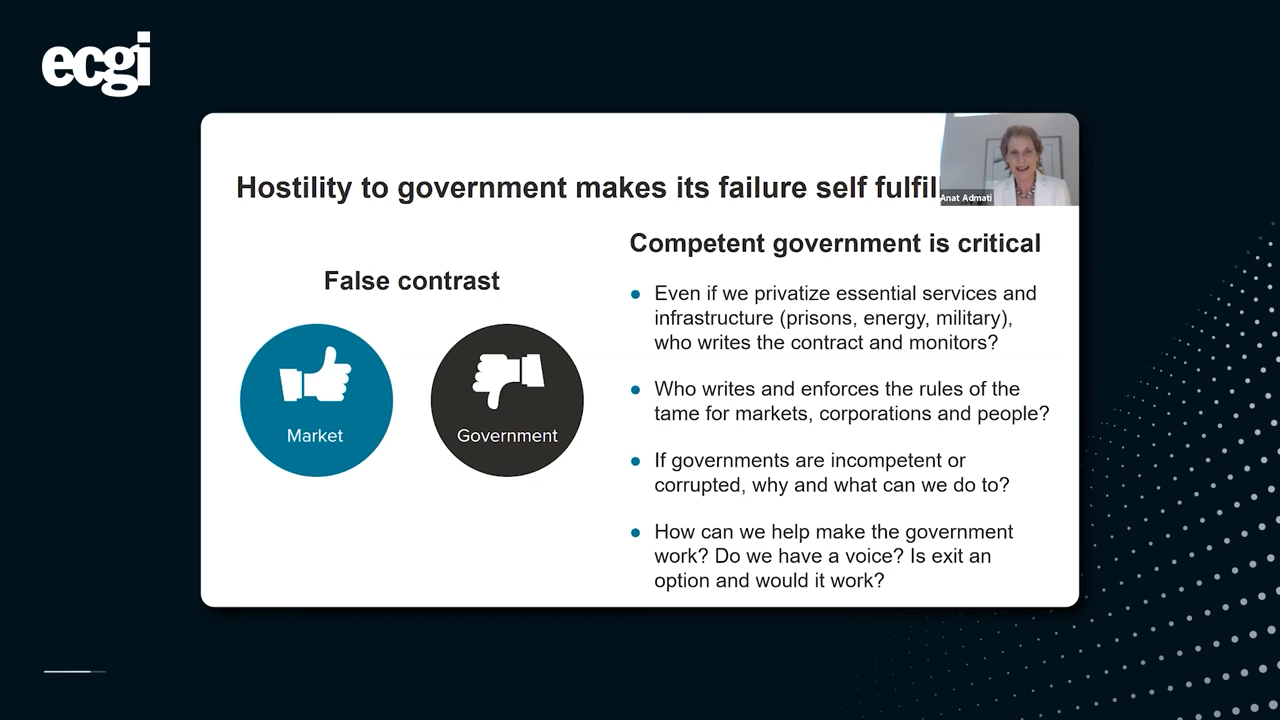 ecgi
Hostility to government makes its failure self fulfil
Anat Admati
False contrast
Market
Government
Competent government is critical
● Even if we privatize essential services and
infrastructure (prisons, energy, military),
who writes the contract and monitors?
● Who writes and enforces the rules of the
tame for markets, corporations and people?
● If governments are incompetent or
corrupted, why and what can we do to?
● How can we help make the government
work? Do we have a voice? Is exit an
option and would it work?